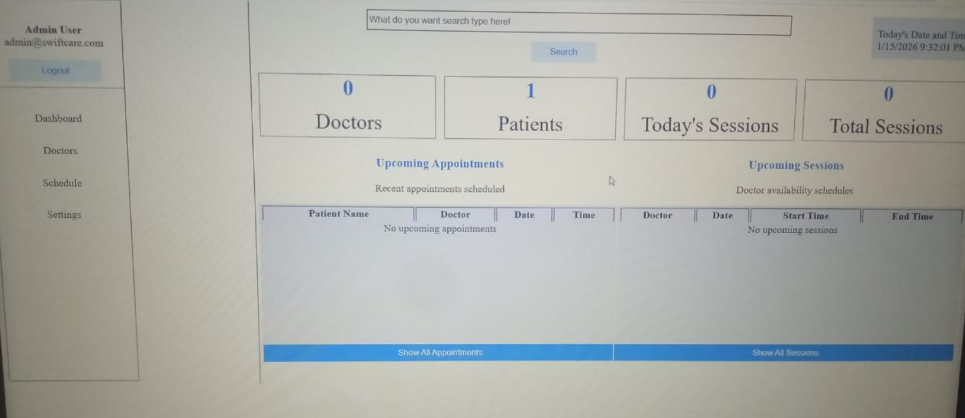 Admin User
admin@swiftcare.com
Logout
Dashboard
Doctors
Schedule
Settings
What do you want search type here!
Search
Today's Date and Tim
1/15/2026 9:32:01 PM
0
Doctors
1
Patients
0
Today's Sessions
0
Total Sessions
Upcoming Appointments
Recent appointments scheduled
Patient Name Doctor Date Time
No upcoming appointments
Show All Appointments
Upcoming Sessions
Doctor availability schedules
Doctor Date Start Time End Time
No upcoming sessions
Show All Sessions